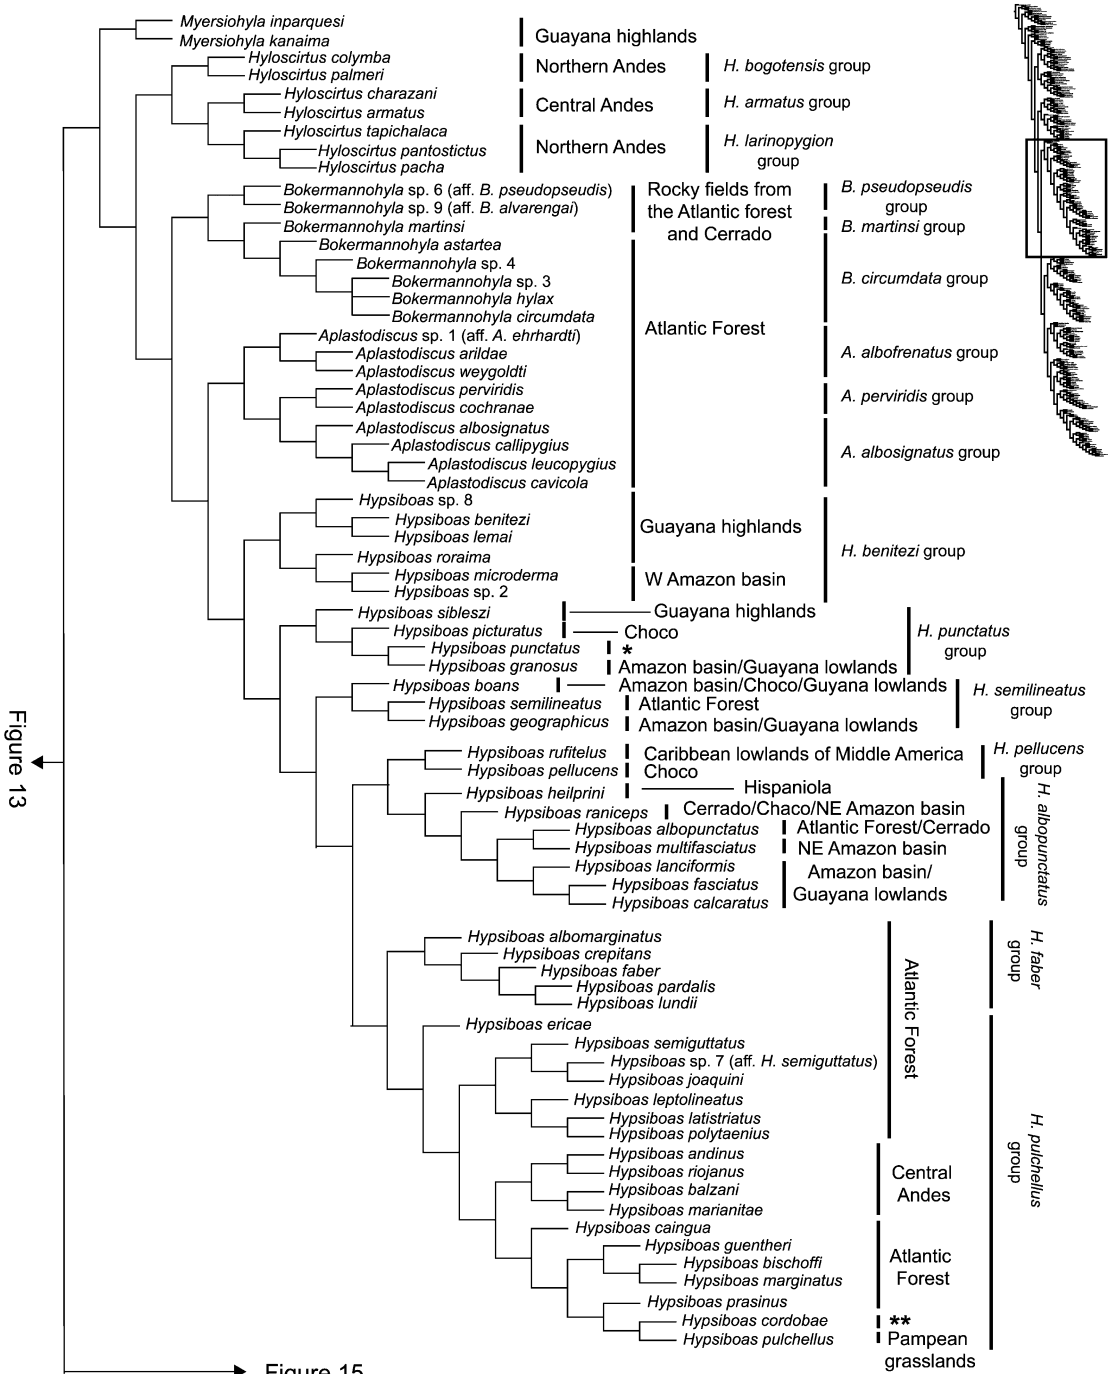 Myersiohyla inparquesi
Myersiohyla kanaima
Guayana highlands
Hyloscirtus colymba
Hyloscirtus palmeri
Northern Andes
H. bogotensis group
Hyloscirtus charazani
Hyloscirtus armatus
Central Andes
H. armatus group
Hyloscirtus tapichalaca
Hyloscirtus pantostictus
Hyloscirtus pacha
Northern Andes
H. larinopygion
group
Bokermannohyla sp. 6 (aff. B. pseudopseudis)
Bokermannohyla sp. 9 (aff. B. alvarengai)
Bokermannohyla martinsi
Rocky fields from
the Atlantic forest
and Cerrado
B. pseudopseudis
group
B. martinsi group
Bokermannohyla astartea
Bokermannohyla sp. 4
Bokermannohyla sp. 3
Bokermannohyla hylax
Bokermannohyla circumdata
B. circumdata group
Atlantic Forest
Aplastodiscus sp. 1 (aff. A. ehrhardti)
Aplastodiscus arildae
Aplastodiscus weygoldti
A. albofrenatus group
Aplastodiscus perviridis
Aplastodiscus cochranae
A. perviridis group
Aplastodiscus albosignatus
Aplastodiscus callipygius
Aplastodiscus leucopygius
Aplastodiscus cavicola
A. albosignatus group
Hypsiboas sp. 8
Hypsiboas benitezi
Hypsiboas lemai
Hypsiboas roraima
Guayana highlands
Hypsiboas microderma
Hypsiboas sp. 2
W Amazon basin
H. benitezi group
Hypsiboas sibleszi
Guayana highlands
Hypsiboas picturatus
Choco
Hypsiboas punctatus
*
Hypsiboas granosus
Amazon basin/Guayana lowlands
H. punctatus
group
Hypsiboas boans
Amazon basin/Choco/Guyana lowlands
Hypsiboas semilineatus
Atlantic Forest
Hypsiboas geographicus
Amazon basin/Guayana lowlands
H. semilineatus
group
Hypsiboas rufitelus
Caribbean lowlands of Middle America
Hypsiboas pellucens
Choco
H. pellucens
group
Hypsiboas heilprini
Hispaniola
Hypsiboas raniceps
Cerrado/Chaco/NE Amazon basin
Hypsiboas albopunctatus
Atlantic Forest/Cerrado
Hypsiboas multifasciatus
NE Amazon basin
Hypsiboas lanciformis
Hypsiboas fasciatus
Hypsiboas calcaratus
Amazon basin/
Guayana lowlands
H. albopunctatus
group
Hypsiboas albomarginatus
Hypsiboas crepitans
Hypsiboas faber
Hypsiboas pardalis
Hypsiboas lundii
H. faber
group
Hypsiboas ericae
Hypsiboas semiguttatus
Hypsiboas sp. 7 (aff. H. semiguttatus)
Hypsiboas joaquini
Hypsiboas leptolineatus
Hypsiboas latistriatus
Hypsiboas polytaenius
Atlantic Forest
Hypsiboas andinus
Hypsiboas riojanus
Hypsiboas balzani
Hypsiboas marianitae
Central
Andes
Hypsiboas caingua
Hypsiboas guentheri
Hypsiboas bischoffi
Hypsiboas marginatus
Hypsiboas prasinus
Atlantic
Forest
Hypsiboas cordobae
**
Hypsiboas pulchellus
Pampean
grasslands
H. pulchellus
group
Figure 13
Figure 15